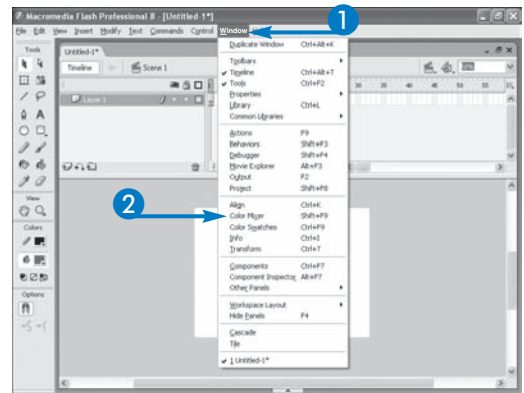 Macromedia Flash Professional 8 - [Untitled-1*]
File Edit View Insert Modify Text Commands Control Window
1
Tools
Untitled-1*
Timeline
Scene 1
Layer 1
View
Colors
Options
2
Duplicate Window Ctrl+Alt+K
Toolbars
Timeline Ctrl+Alt+T
Tools Ctrl+F2
Properties
Library Ctrl+L
Common Libraries
Actions F9
Behaviors Shift+F3
Debugger Shift+F4
Movie Explorer Alt+F3
Output F2
Project Shift+F8
Align Ctrl+K
Color Mixer Shift+F9
Color Swatches Ctrl+F9
Info Ctrl+I
Transform Ctrl+T
Components Ctrl+F7
Component Inspector Alt+F7
Other Panels
Workspace Layout
Hide Panels F4
Cascade
Tile
1 Untitled-1*